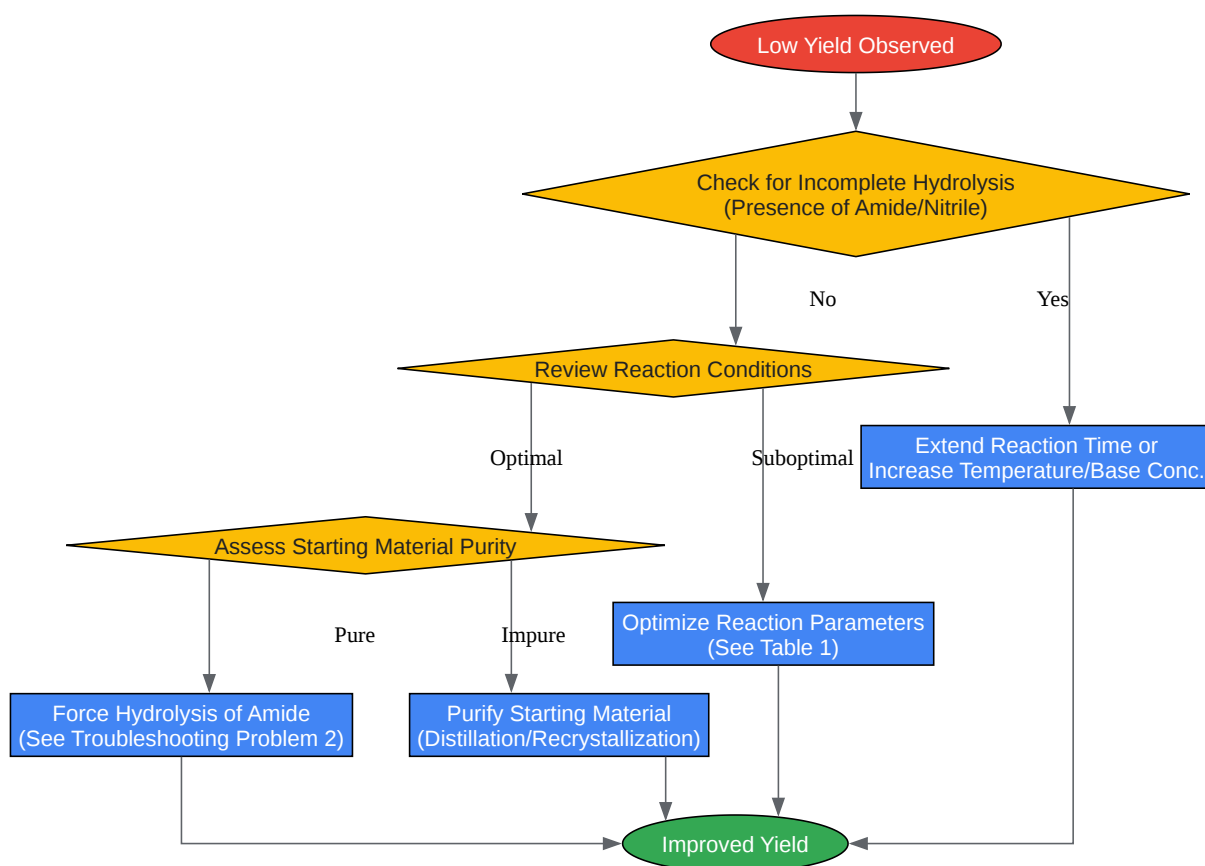 Low Yield Observed
Check for Incomplete Hydrolysis
(Presence of Amide/Nitrile)
No
Yes
Review Reaction Conditions
Optimal
Suboptimal
Extend Reaction Time or
Increase Temperature/Base Conc.
Assess Starting Material Purity
Pure
Impure
Optimize Reaction Parameters
(See Table 1)
Force Hydrolysis of Amide
(See Troubleshooting Problem 2)
Purify Starting Material
(Distillation/Recrystallization)
Improved Yield